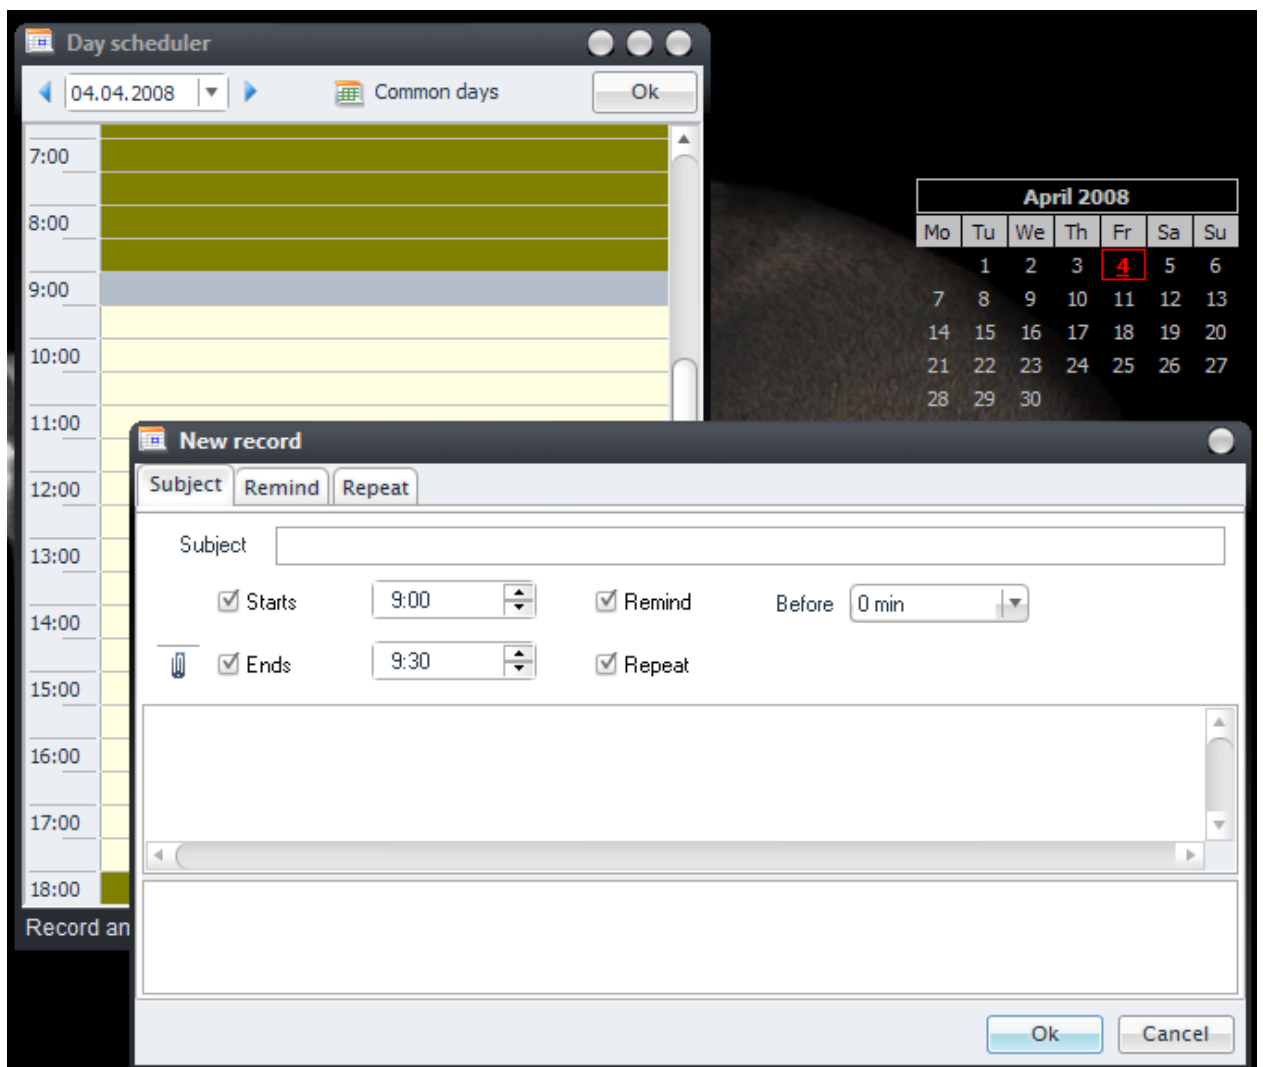 Day scheduler
04.04.2008 Common days Ok
7:00
8:00
9:00
10:00
11:00
12:00
13:00
14:00
15:00
16:00
17:00
18:00
Record an
April 2008
Mo Tu We Th Fr Sa Su
1 2 3 4 5 6
7 8 9 10 11 12 13
14 15 16 17 18 19 20
21 22 23 24 25 26 27
28 29 30
New record
Subject Remind Repeat
Subject
Starts 9:00 Remind Before 0 min
Ends 9:30 Repeat
Ok Cancel